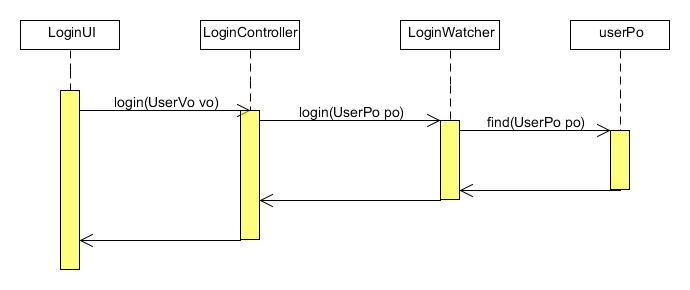 LoginUI
LoginController
LoginWatcher
userPo
login(UserVo vo)
login(UserPo po)
find(UserPo po)